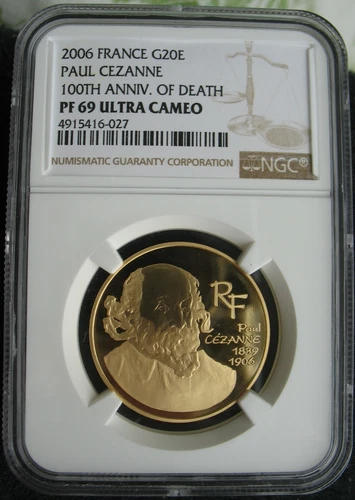 2006 FRANCE G20E
PAUL CEZANNE
100TH ANNIV. OF DEATH
PF 69 ULTRA CAMEO
4915416-027
NUMISMATIC GUARANTY CORPORATION
NGC®
RF
Paul
CÉZANNE
1839
1906